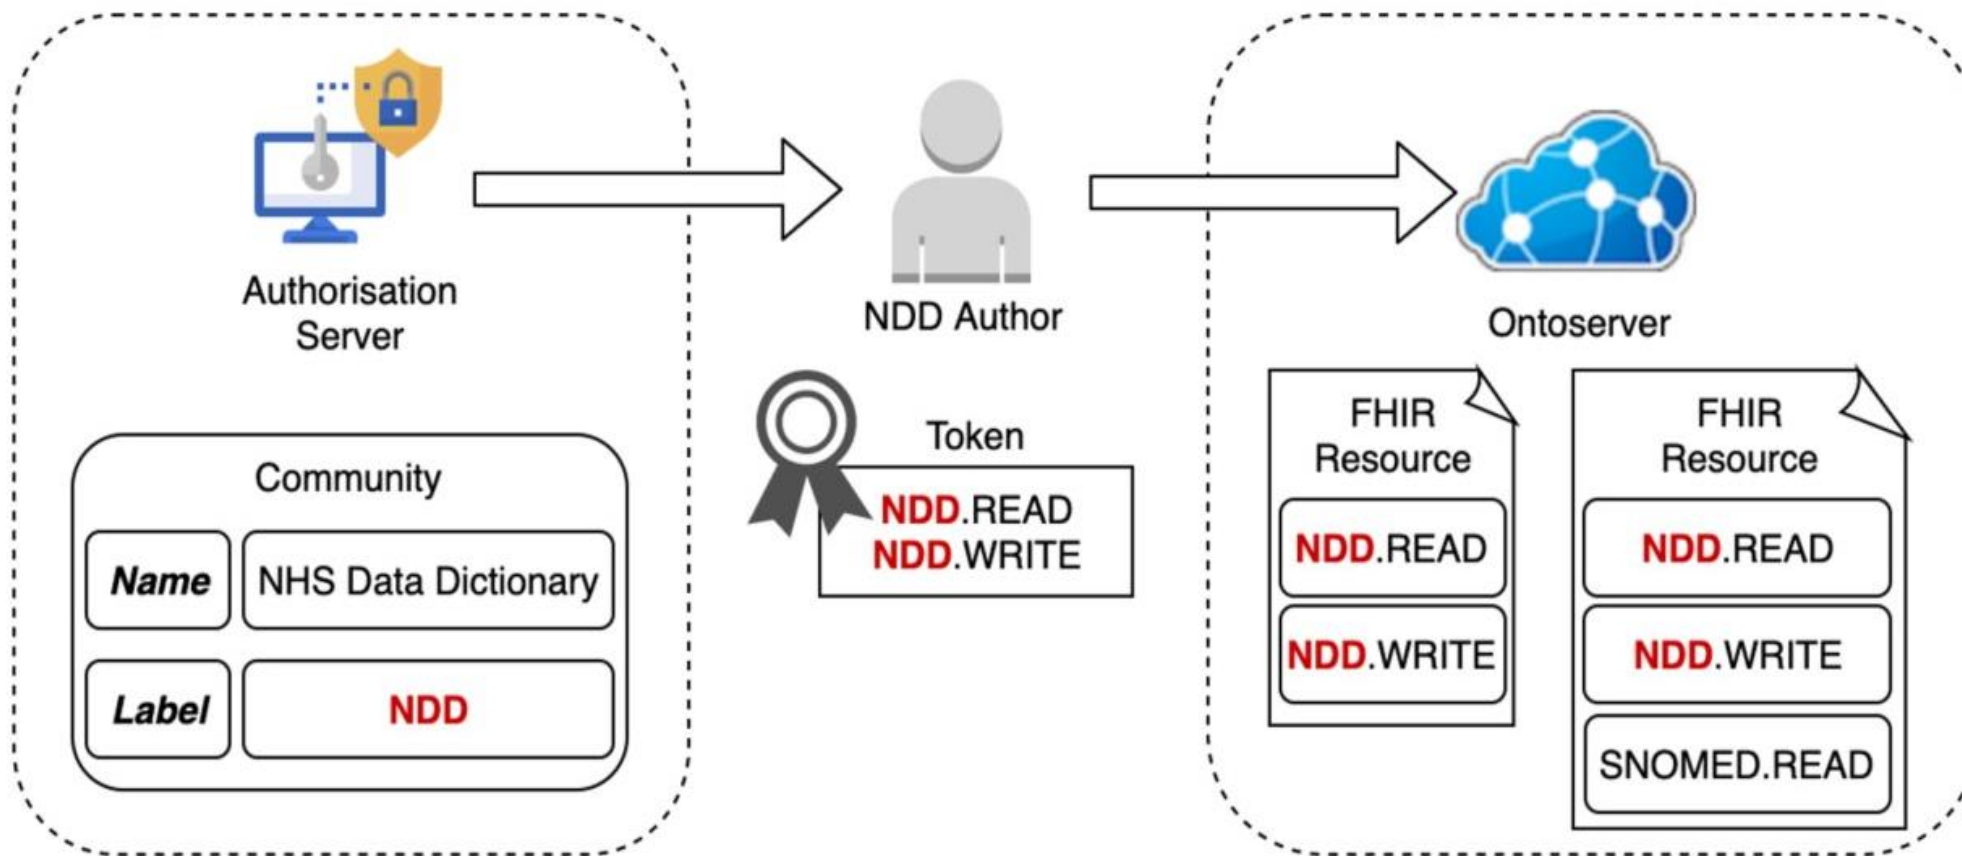 Authorisation
Server
Community
Name NHS Data Dictionary
Label NDD
NDD Author
Token
NDD.READ
NDD.WRITE
Ontoserver
FHIR
Resource
NDD.READ
NDD.WRITE
FHIR
Resource
NDD.READ
NDD.WRITE
SNOMED.READ